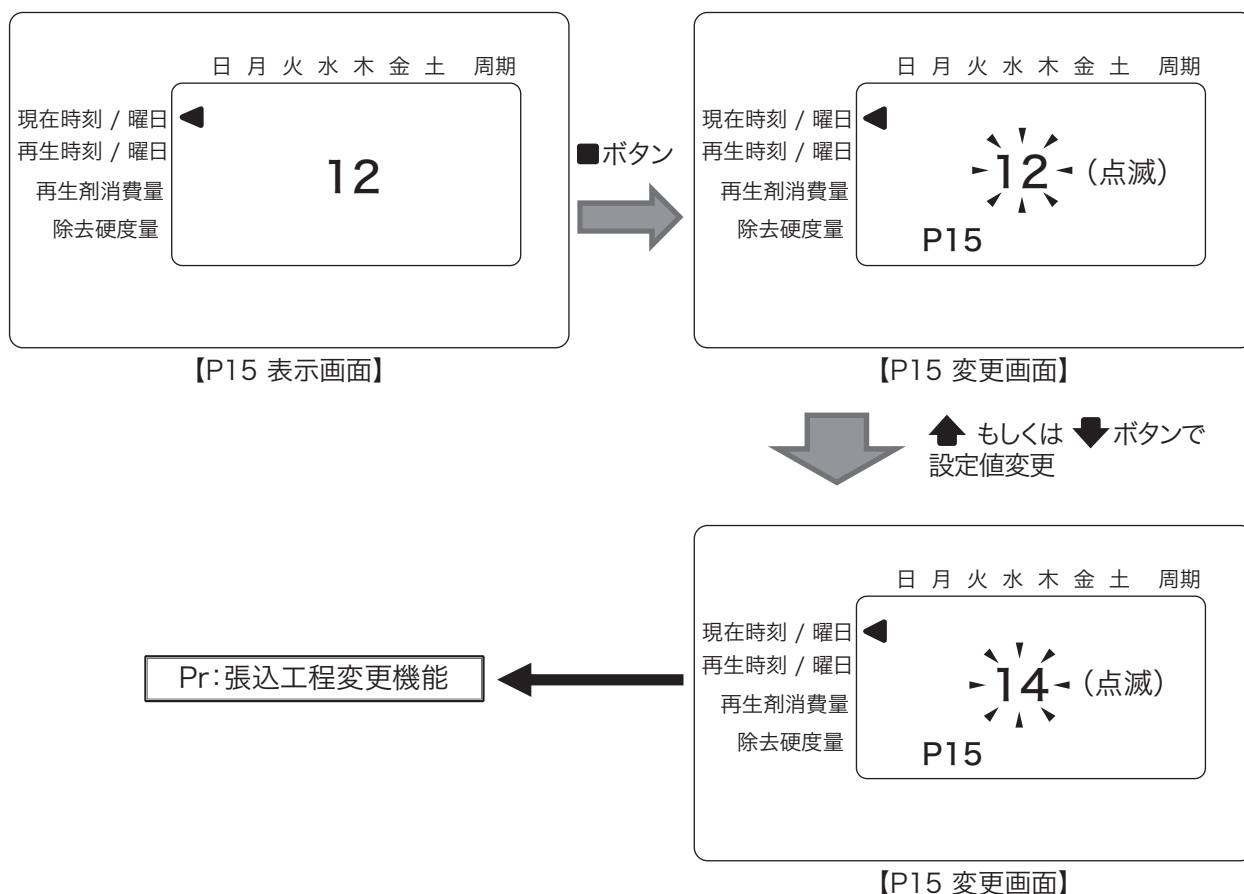 日 月 火 水 木 金 土 周期
現在時刻 / 曜日
再生時刻 / 曜日
再生剤消費量
除去硬度量
12
【P15 表示画面】
■ボタン
日 月 火 水 木 金 土 周期
現在時刻 / 曜日
再生時刻 / 曜日
再生剤消費量
除去硬度量
12 (点滅)
P15
【P15 変更画面】
もしくは ボタンで
設定値変更
日 月 火 水 木 金 土 周期
現在時刻 / 曜日
再生時刻 / 曜日
再生剤消費量
除去硬度量
14 (点滅)
P15
【P15 変更画面】
Pr:張込工程変更機能